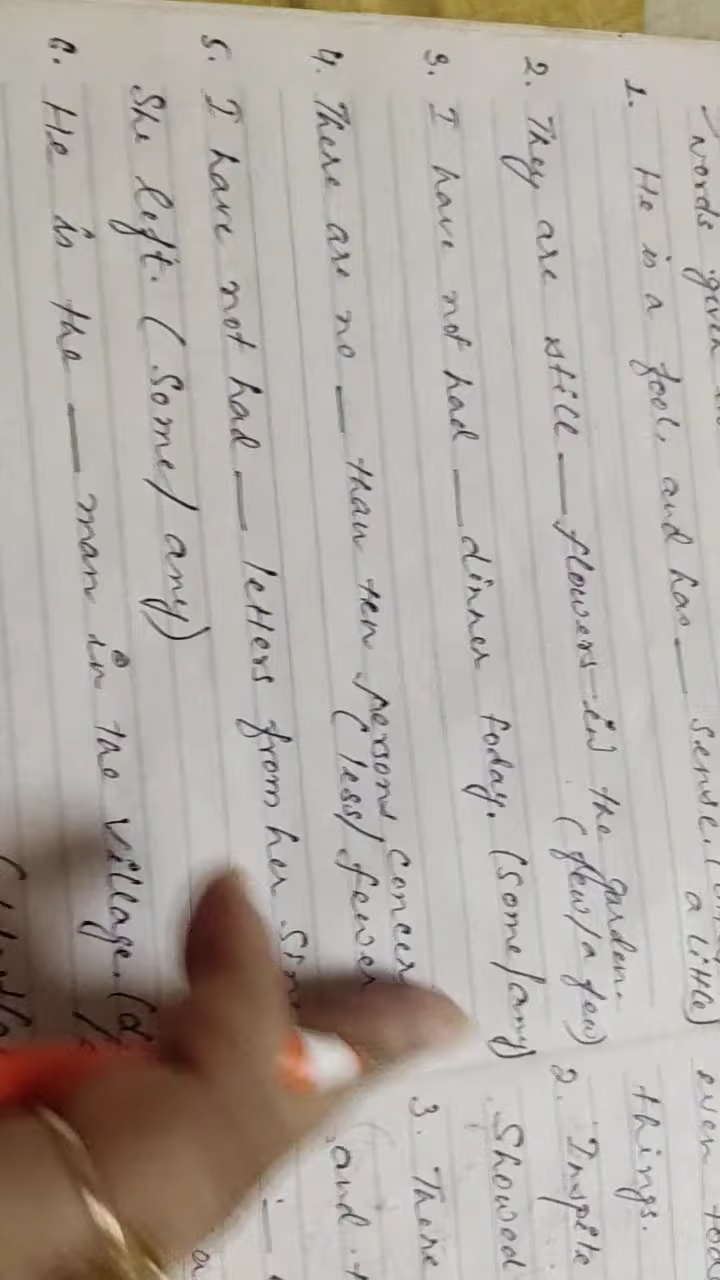 words given
1. He is a fool, and has — sense. (
a little)
2. They are still — flowers in the garden.
(few/a few)
3. I have not had — dinner today. (Some/any)
4. There are no — than ten persons concer
(less/fewer
5. I have not had — letters from her
She left. (Some/any)
6. He is the — man in the village. (
even
things.
2. Inspite
Showed
3. There
and